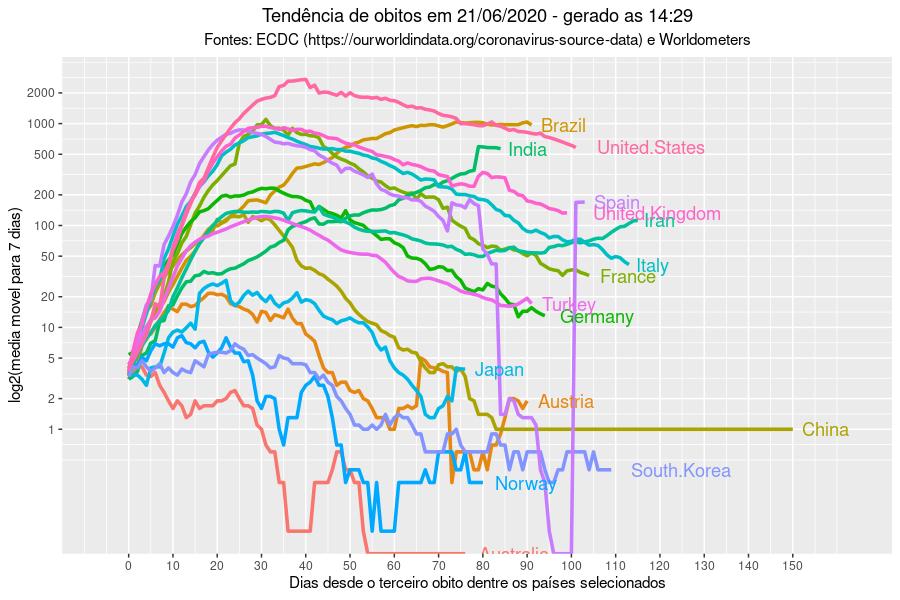 Tendência de obitos em 21/06/2020 - gerado as 14:29
Fontes: ECDC (https://ourworldindata.org/coronavirus-source-data) e Worldometers
log2(media movel para 7 dias)
2000
1000
500
200
100
50
20
10
5
2
1
Brazil
United.States
India
Spain
United.Kingdom
Iran
Italy
France
Turkey
Germany
Japan
Austria
China
South.Korea
Norway
Australia
0 10 20 30 40 50 60 70 80 90 100 110 120 130 140 150
Dias desde o terceiro obito dentre os países selecionados